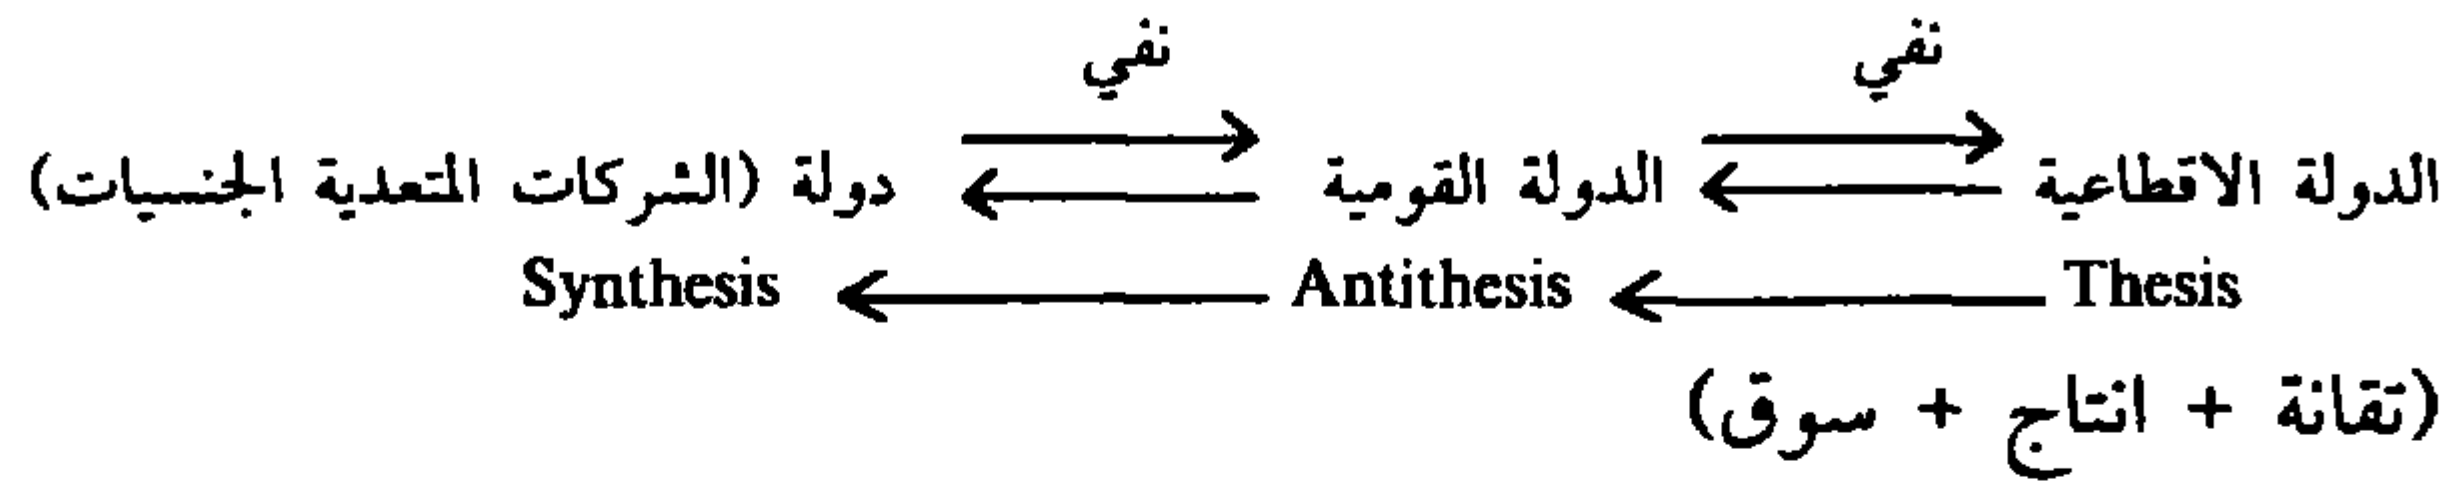 نفي نفي
الدولة الاقطاعية الدولة القومية دولة (الشركات المتعدية الجنسيات)
Thesis Antithesis Synthesis
(تقانة + انتاج + سوق)